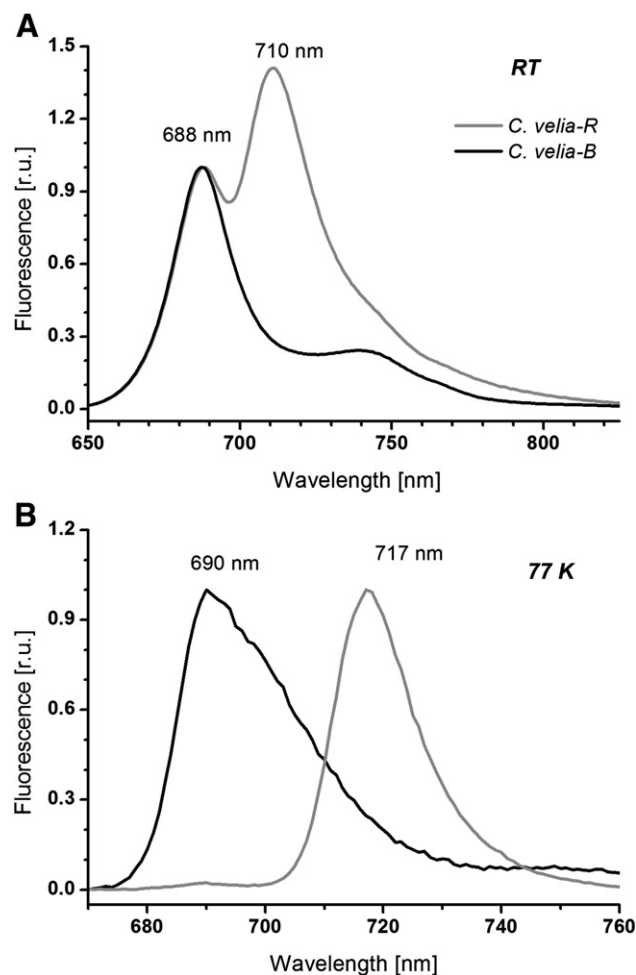 A
1.5
1.2
0.9
0.6
0.3
0.0
Fluorescence [r.u.]
688 nm
710 nm
RT
C. velia-R
C. velia-B
650
700
750
800
Wavelength [nm]
B
1.2
0.9
0.6
0.3
0.0
Fluorescence [r.u.]
690 nm
717 nm
77 K
680
700
720
740
760
Wavelength [nm]